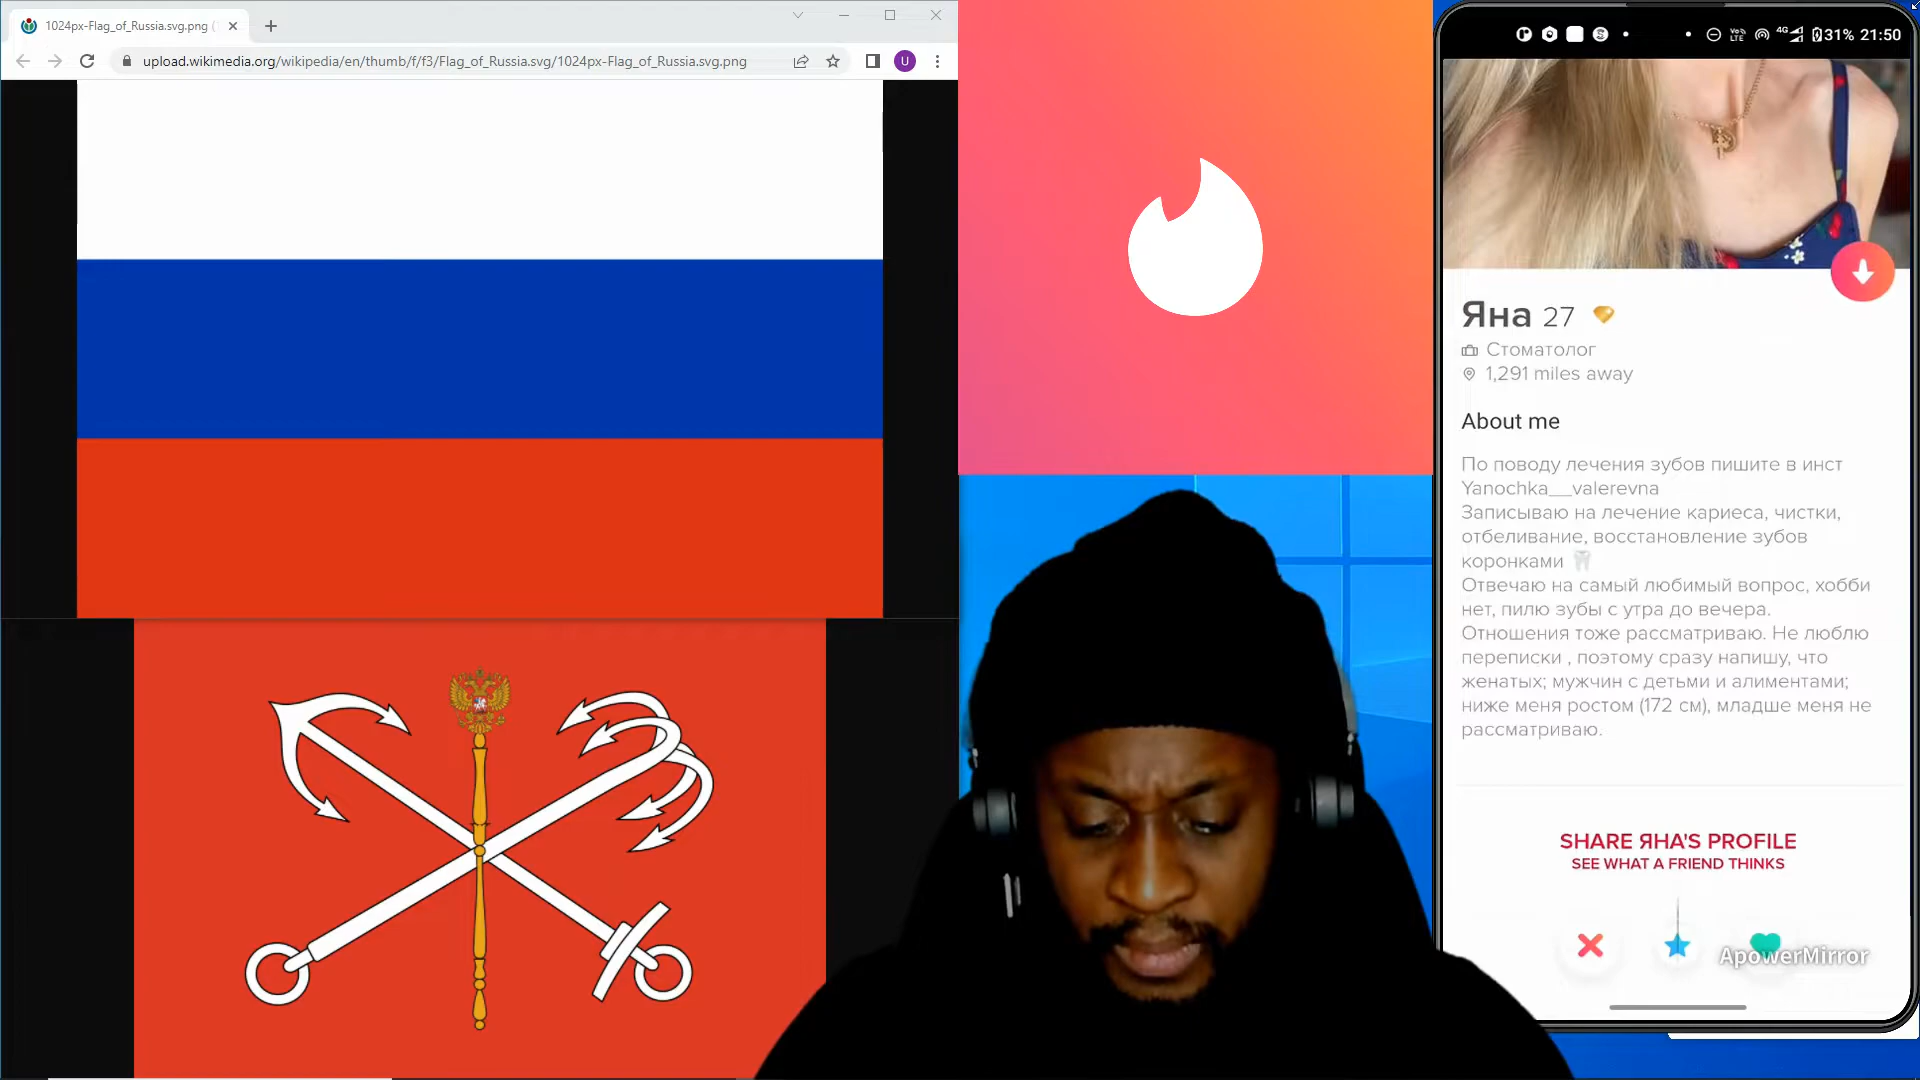 1024px-Flag_of_Russia.svg.png (
upload.wikimedia.org/wikipedia/en/thumb/f/f3/Flag_of_Russia.svg/1024px-Flag_of_Russia.svg.png
U
Vo LTE 4G 31% 21:50
Яна 27
Стоматолог
1,291 miles away
About me
По поводу лечения зубов пишите в инст
Yanochka__valerevna
Записываю на лечение кариеса, чистки,
отбеливание, восстановление зубов
коронками
Отвечаю на самый любимый вопрос, хобби
нет, пилю зубы с утра до вечера.
Отношения тоже рассматриваю. Не люблю
переписки , поэтому сразу напишу, что
женатых; мужчин с детьми и алиментами;
ниже меня ростом (172 см), младше меня не
рассматриваю.
SHARE ЯНА'S PROFILE
SEE WHAT A FRIEND THINKS
ApowerMirror